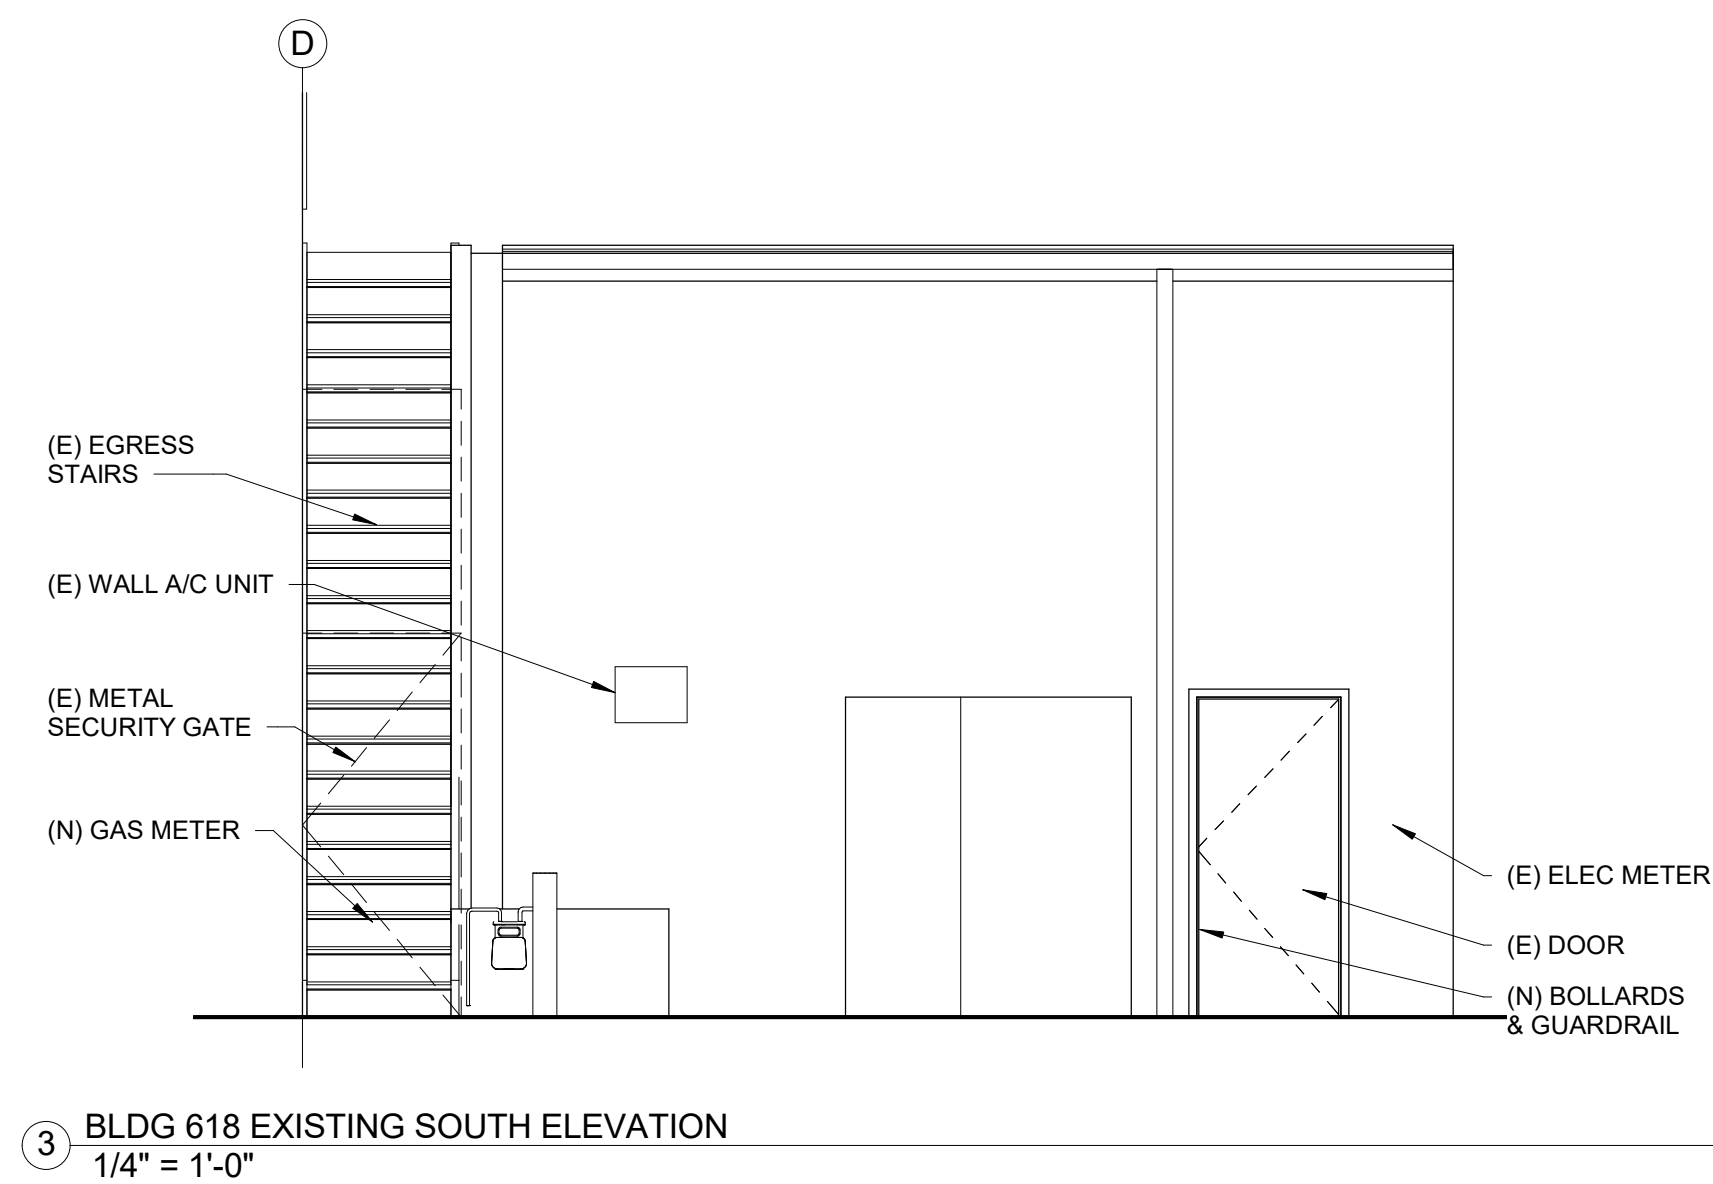 D
(E) EGRESS
STAIRS
(E) WALL A/C UNIT
(E) METAL
SECURITY GATE
(N) GAS METER
(E) ELEC METER
(E) DOOR
(N) BOLLARDS
& GUARDRAIL
3
BLDG 618 EXISTING SOUTH ELEVATION
1/4" = 1'-0"